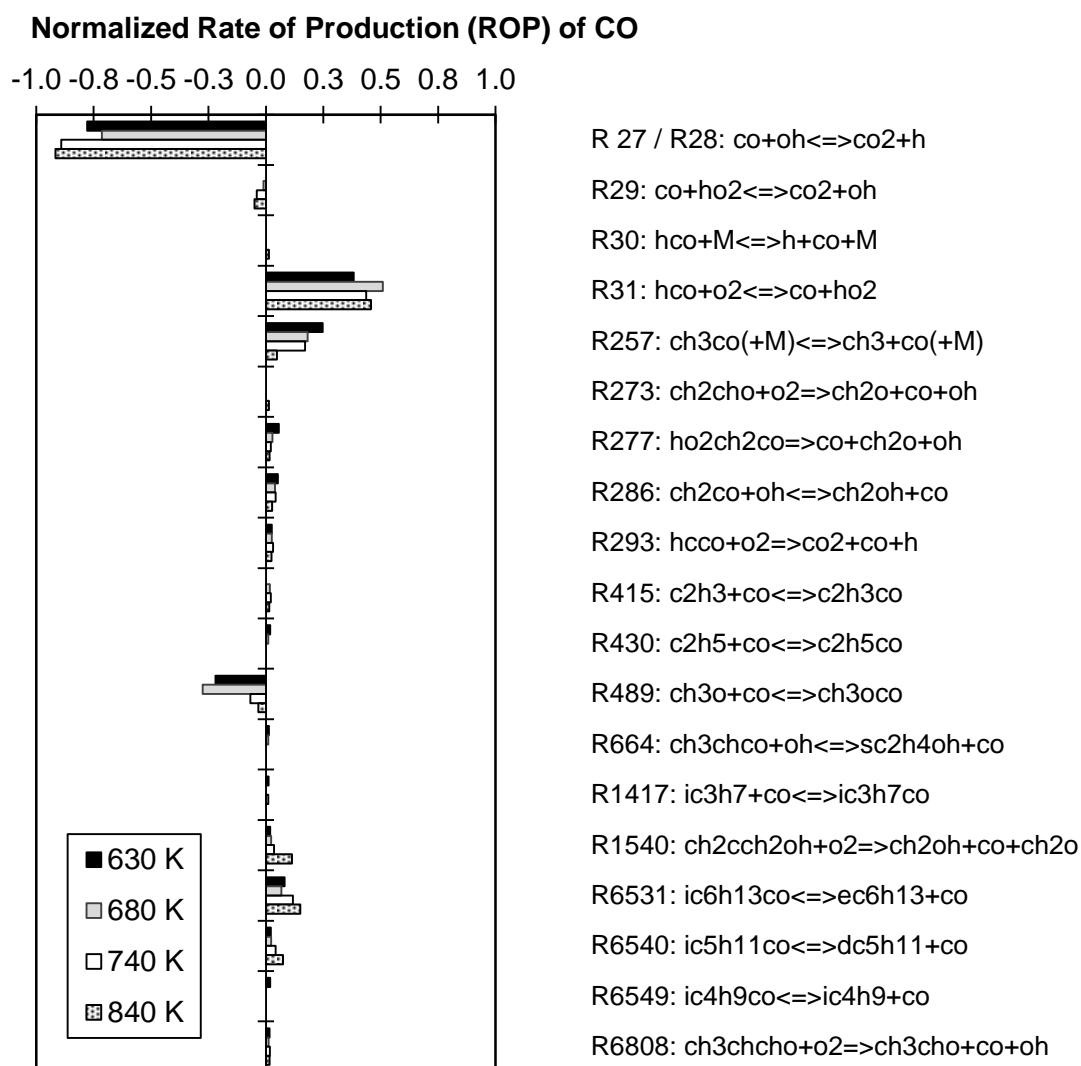 Normalized Rate of Production (ROP) of CO
-1.0 -0.8 -0.5 -0.3 0.0 0.3 0.5 0.8 1.0
R 27 / R28: co+oh<=>co2+h
R29: co+ho2<=>co2+oh
R30: hco+M<=>h+co+M
R31: hco+o2<=>co+ho2
R257: ch3co(+M)<=>ch3+co(+M)
R273: ch2cho+o2=>ch2o+co+oh
R277: ho2ch2co=>co+ch2o+oh
R286: ch2co+oh<=>ch2oh+co
R293: hcco+o2=>co2+co+h
R415: c2h3+co<=>c2h3co
R430: c2h5+co<=>c2h5co
R489: ch3o+co<=>ch3oco
R664: ch3chco+oh<=>sc2h4oh+co
R1417: ic3h7+co<=>ic3h7co
R1540: ch2cch2oh+o2=>ch2oh+co+ch2o
R6531: ic6h13co<=>ec6h13+co
R6540: ic5h11co<=>dc5h11+co
R6549: ic4h9co<=>ic4h9+co
R6808: ch3chcho+o2=>ch3cho+co+oh
630 K
680 K
740 K
840 K